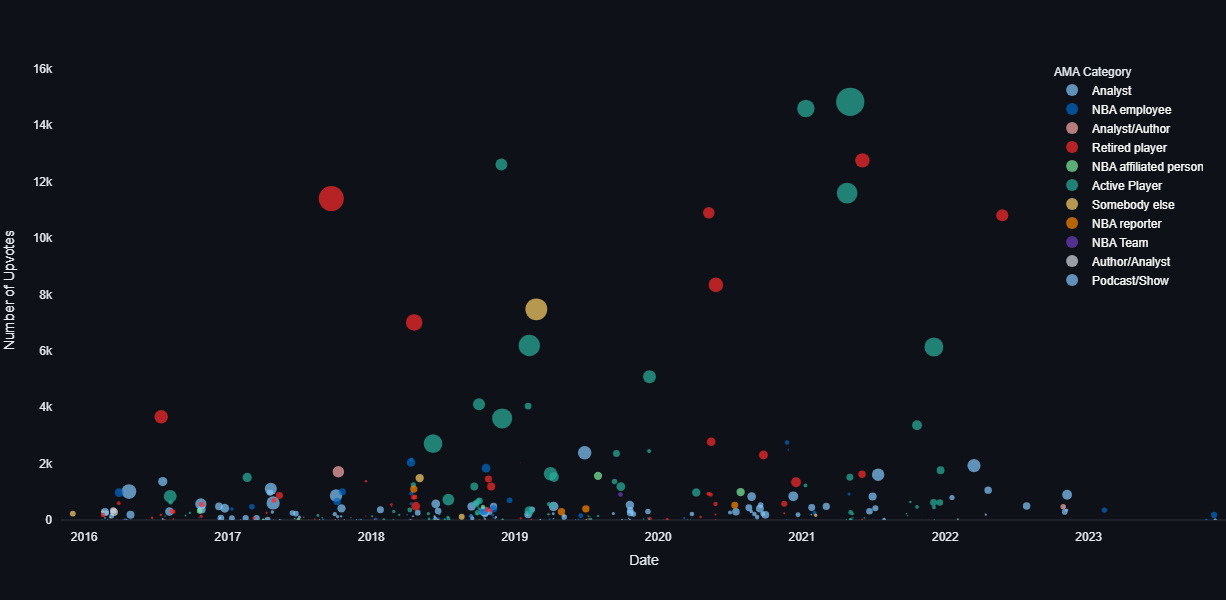 16k
14k
12k
10k
8k
6k
4k
2k
0
Number of Upvotes
2016 2017 2018 2019 2020 2021 2022 2023
Date
AMA Category
Analyst
NBA employee
Analyst/Author
Retired player
NBA affiliated person
Active Player
Somebody else
NBA reporter
NBA Team
Author/Analyst
Podcast/Show